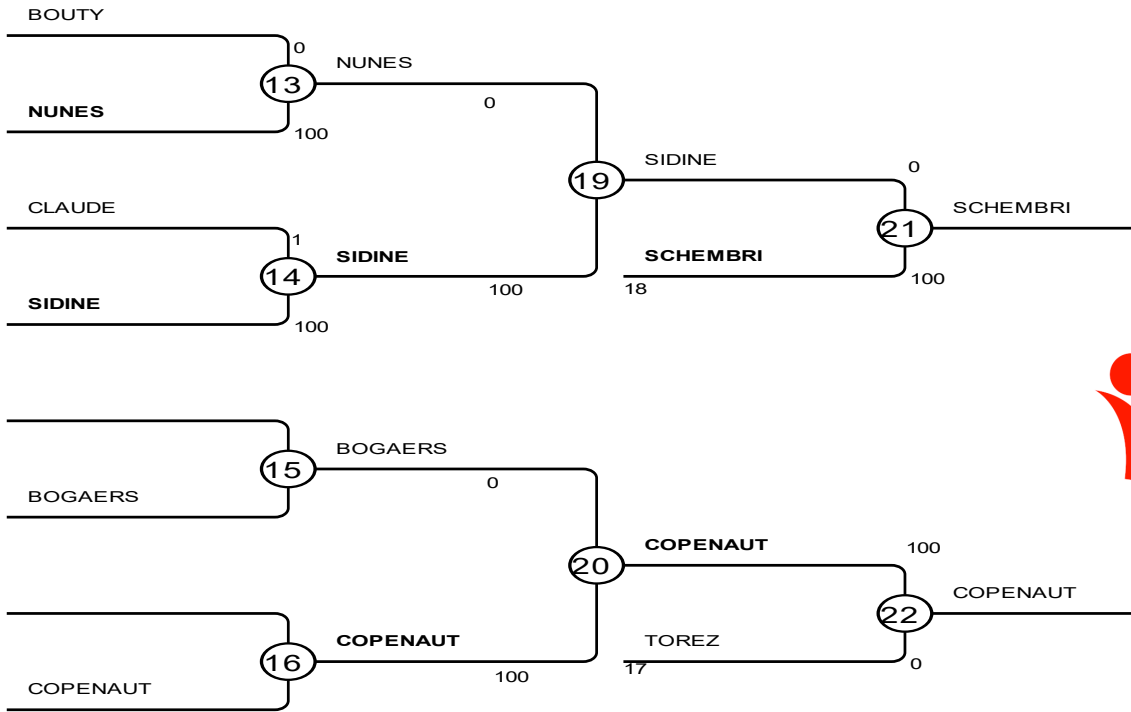 BOUTY
0
13
NUNES
0
NUNES
100
19
SIDINE
0
CLAUDE
21
SCHEMBRI
1
14
SIDINE
100
SCHEMBRI
18
100
SIDINE
100
15
BOGAERS
0
BOGAERS
20
COPENAUT
100
22
COPENAUT
16
COPENAUT
100
TOREZ
17
0
COPENAUT